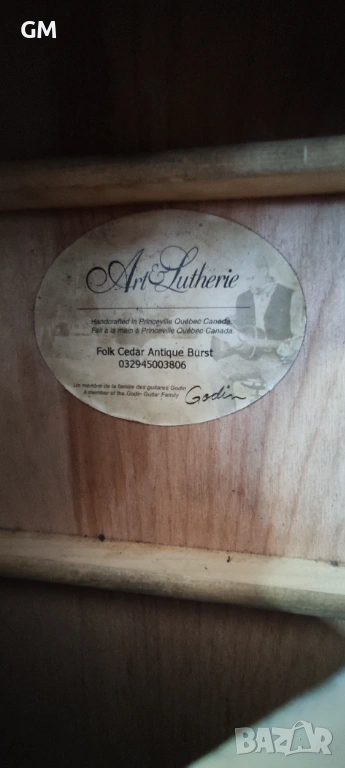 GM
Art & Lutherie
Handcrafted in Princeville Québec Canada
Fait à la main à Princeville Québec Canada
Folk Cedar Antique Burst
032945003806
Un membre de la famille des guitares Godin
A member of the Godin Guitar Family
Godin
BAZAR